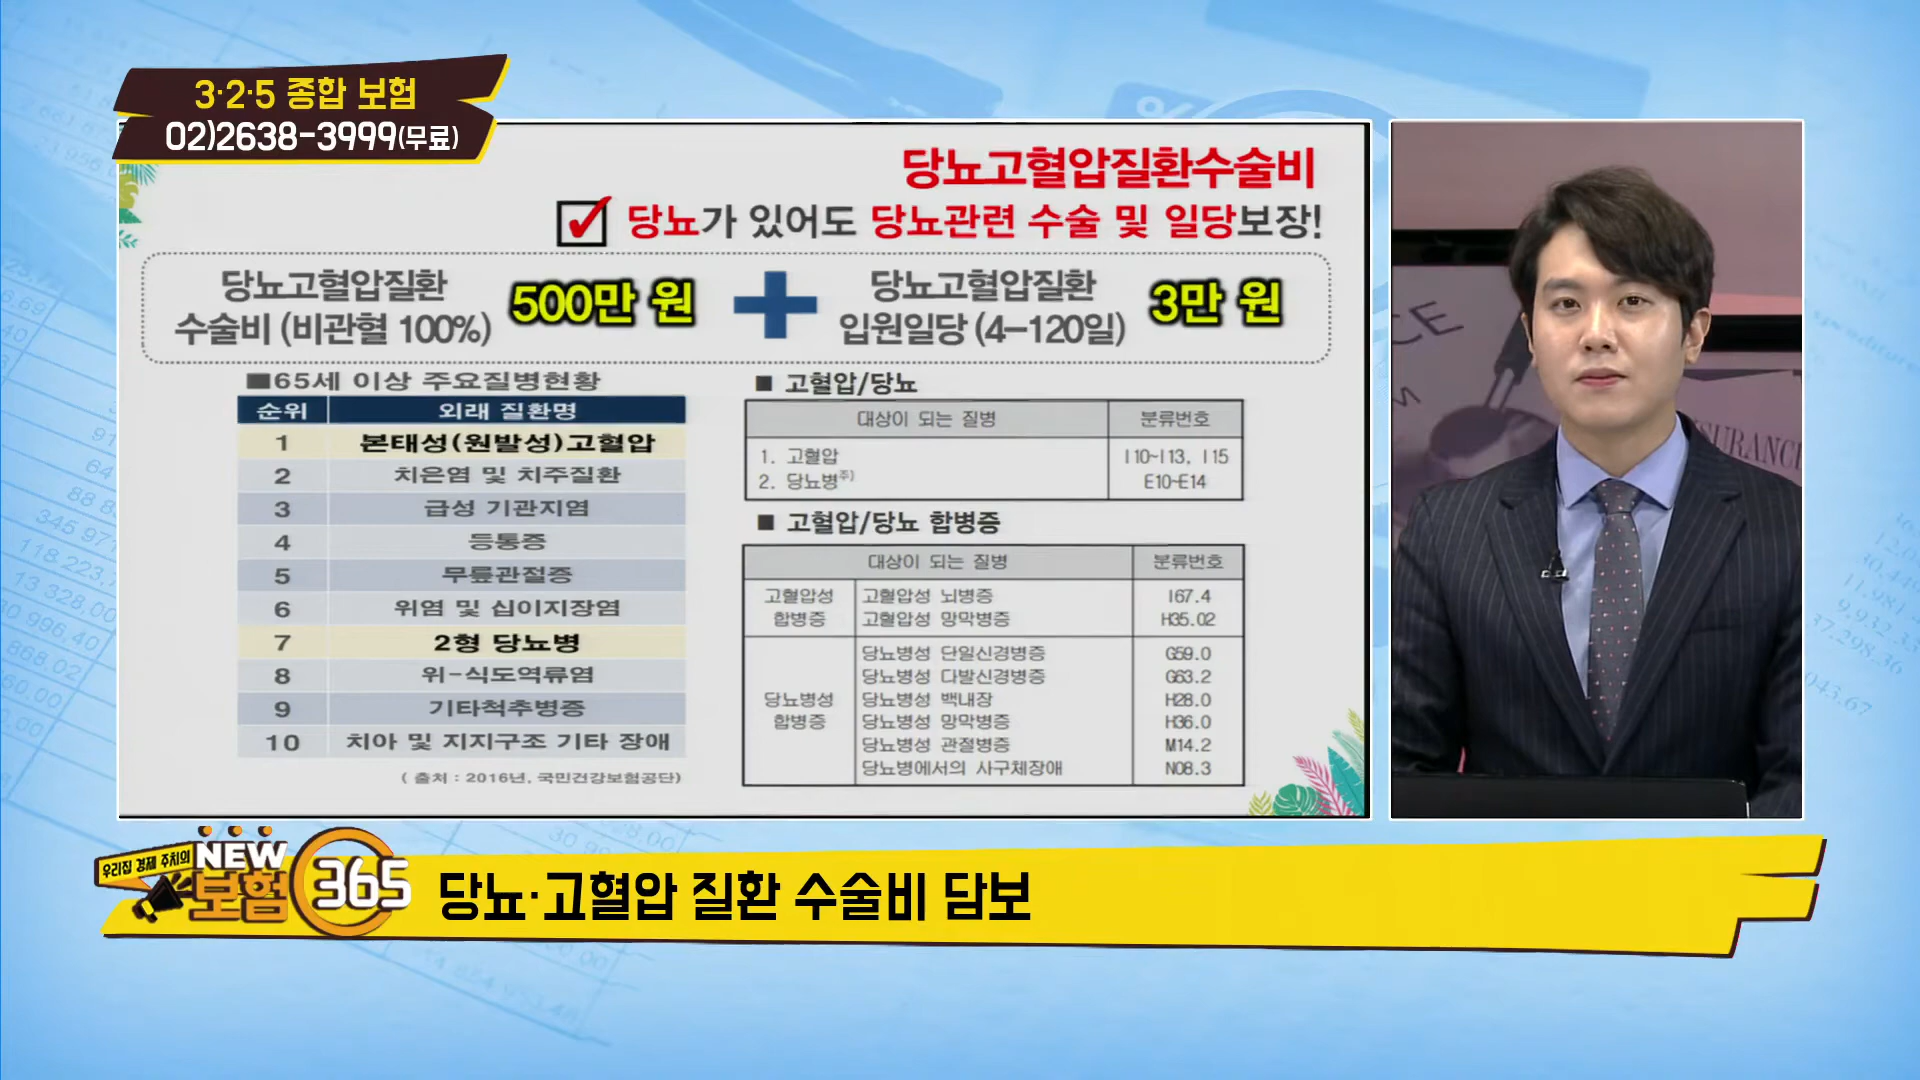 3·2·5 종합 보험
02)2638-3999(무료)
당뇨고혈압질환수술비
당뇨가 있어도 당뇨관련 수술 및 일당보장!
당뇨고혈압질환
수술비 (비관혈 100%)
500만 원
당뇨고혈압질환
입원일당 (4-120일)
3만 원
■65세 이상 주요질병현황
순위 외래 질환명
1 본태성(원발성)고혈압
2 치은염 및 치주질환
3 급성 기관지염
4 등통증
5 무릎관절증
6 위염 및 십이지장염
7 2형 당뇨병
8 위-식도역류염
9 기타척추병증
10 치아 및 지지구조 기타 장애
( 출처 : 2016년, 국민건강보험공단)
■ 고혈압/당뇨
대상이 되는 질병 분류번호
1. 고혈압 I10~I13, I15
2. 당뇨병주) E10~E14
■ 고혈압/당뇨 합병증
대상이 되는 질병 분류번호
고혈압성 합병증
고혈압성 뇌병증 I67.4
고혈압성 망막병증 H35.02
당뇨병성 합병증
당뇨병성 단일신경병증 G59.0
당뇨병성 다발신경병증 G63.2
당뇨병성 백내장 H28.0
당뇨병성 망막병증 H36.0
당뇨병성 관절병증 M14.2
당뇨병에서의 사구체장애 N08.3
우리집 경제 주치의
NEW
보험 365
당뇨·고혈압 질환 수술비 담보